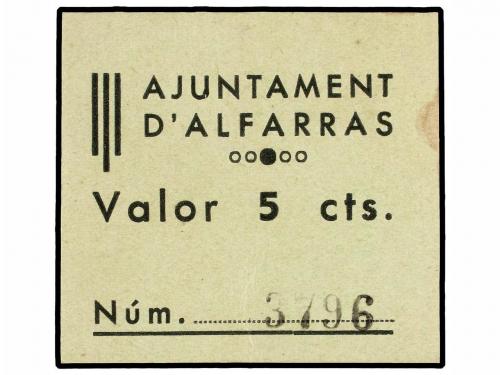 AJUNTAMENT
D'ALFARRAS
Valor 5 cts.
Núm. 3796